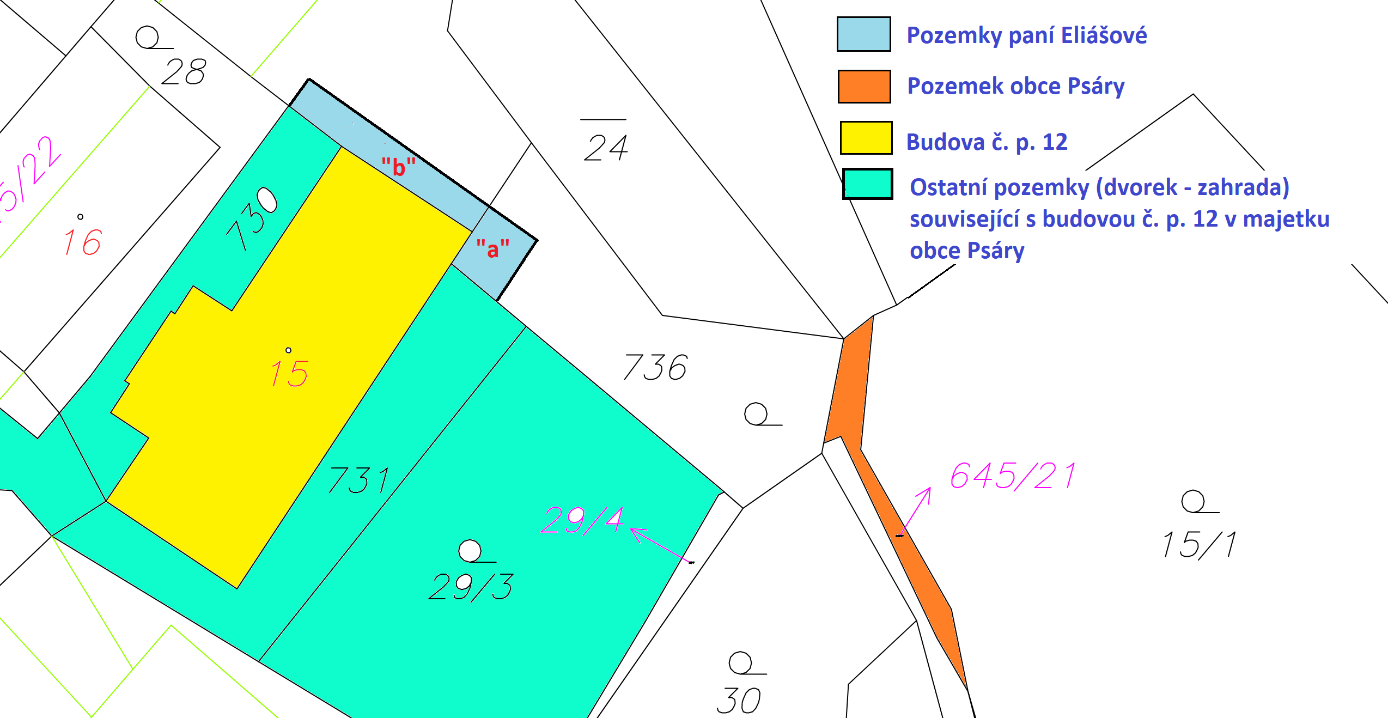 Pozemky paní Eliášové
Pozemek obce Psáry
Budova č. p. 12
Ostatní pozemky (dvorek - zahrada)
související s budovou č. p. 12 v majetku
obce Psáry
28
24
"b"
730
16
"a"
15
736
731
645/21
29/4
15/1
29/3
30